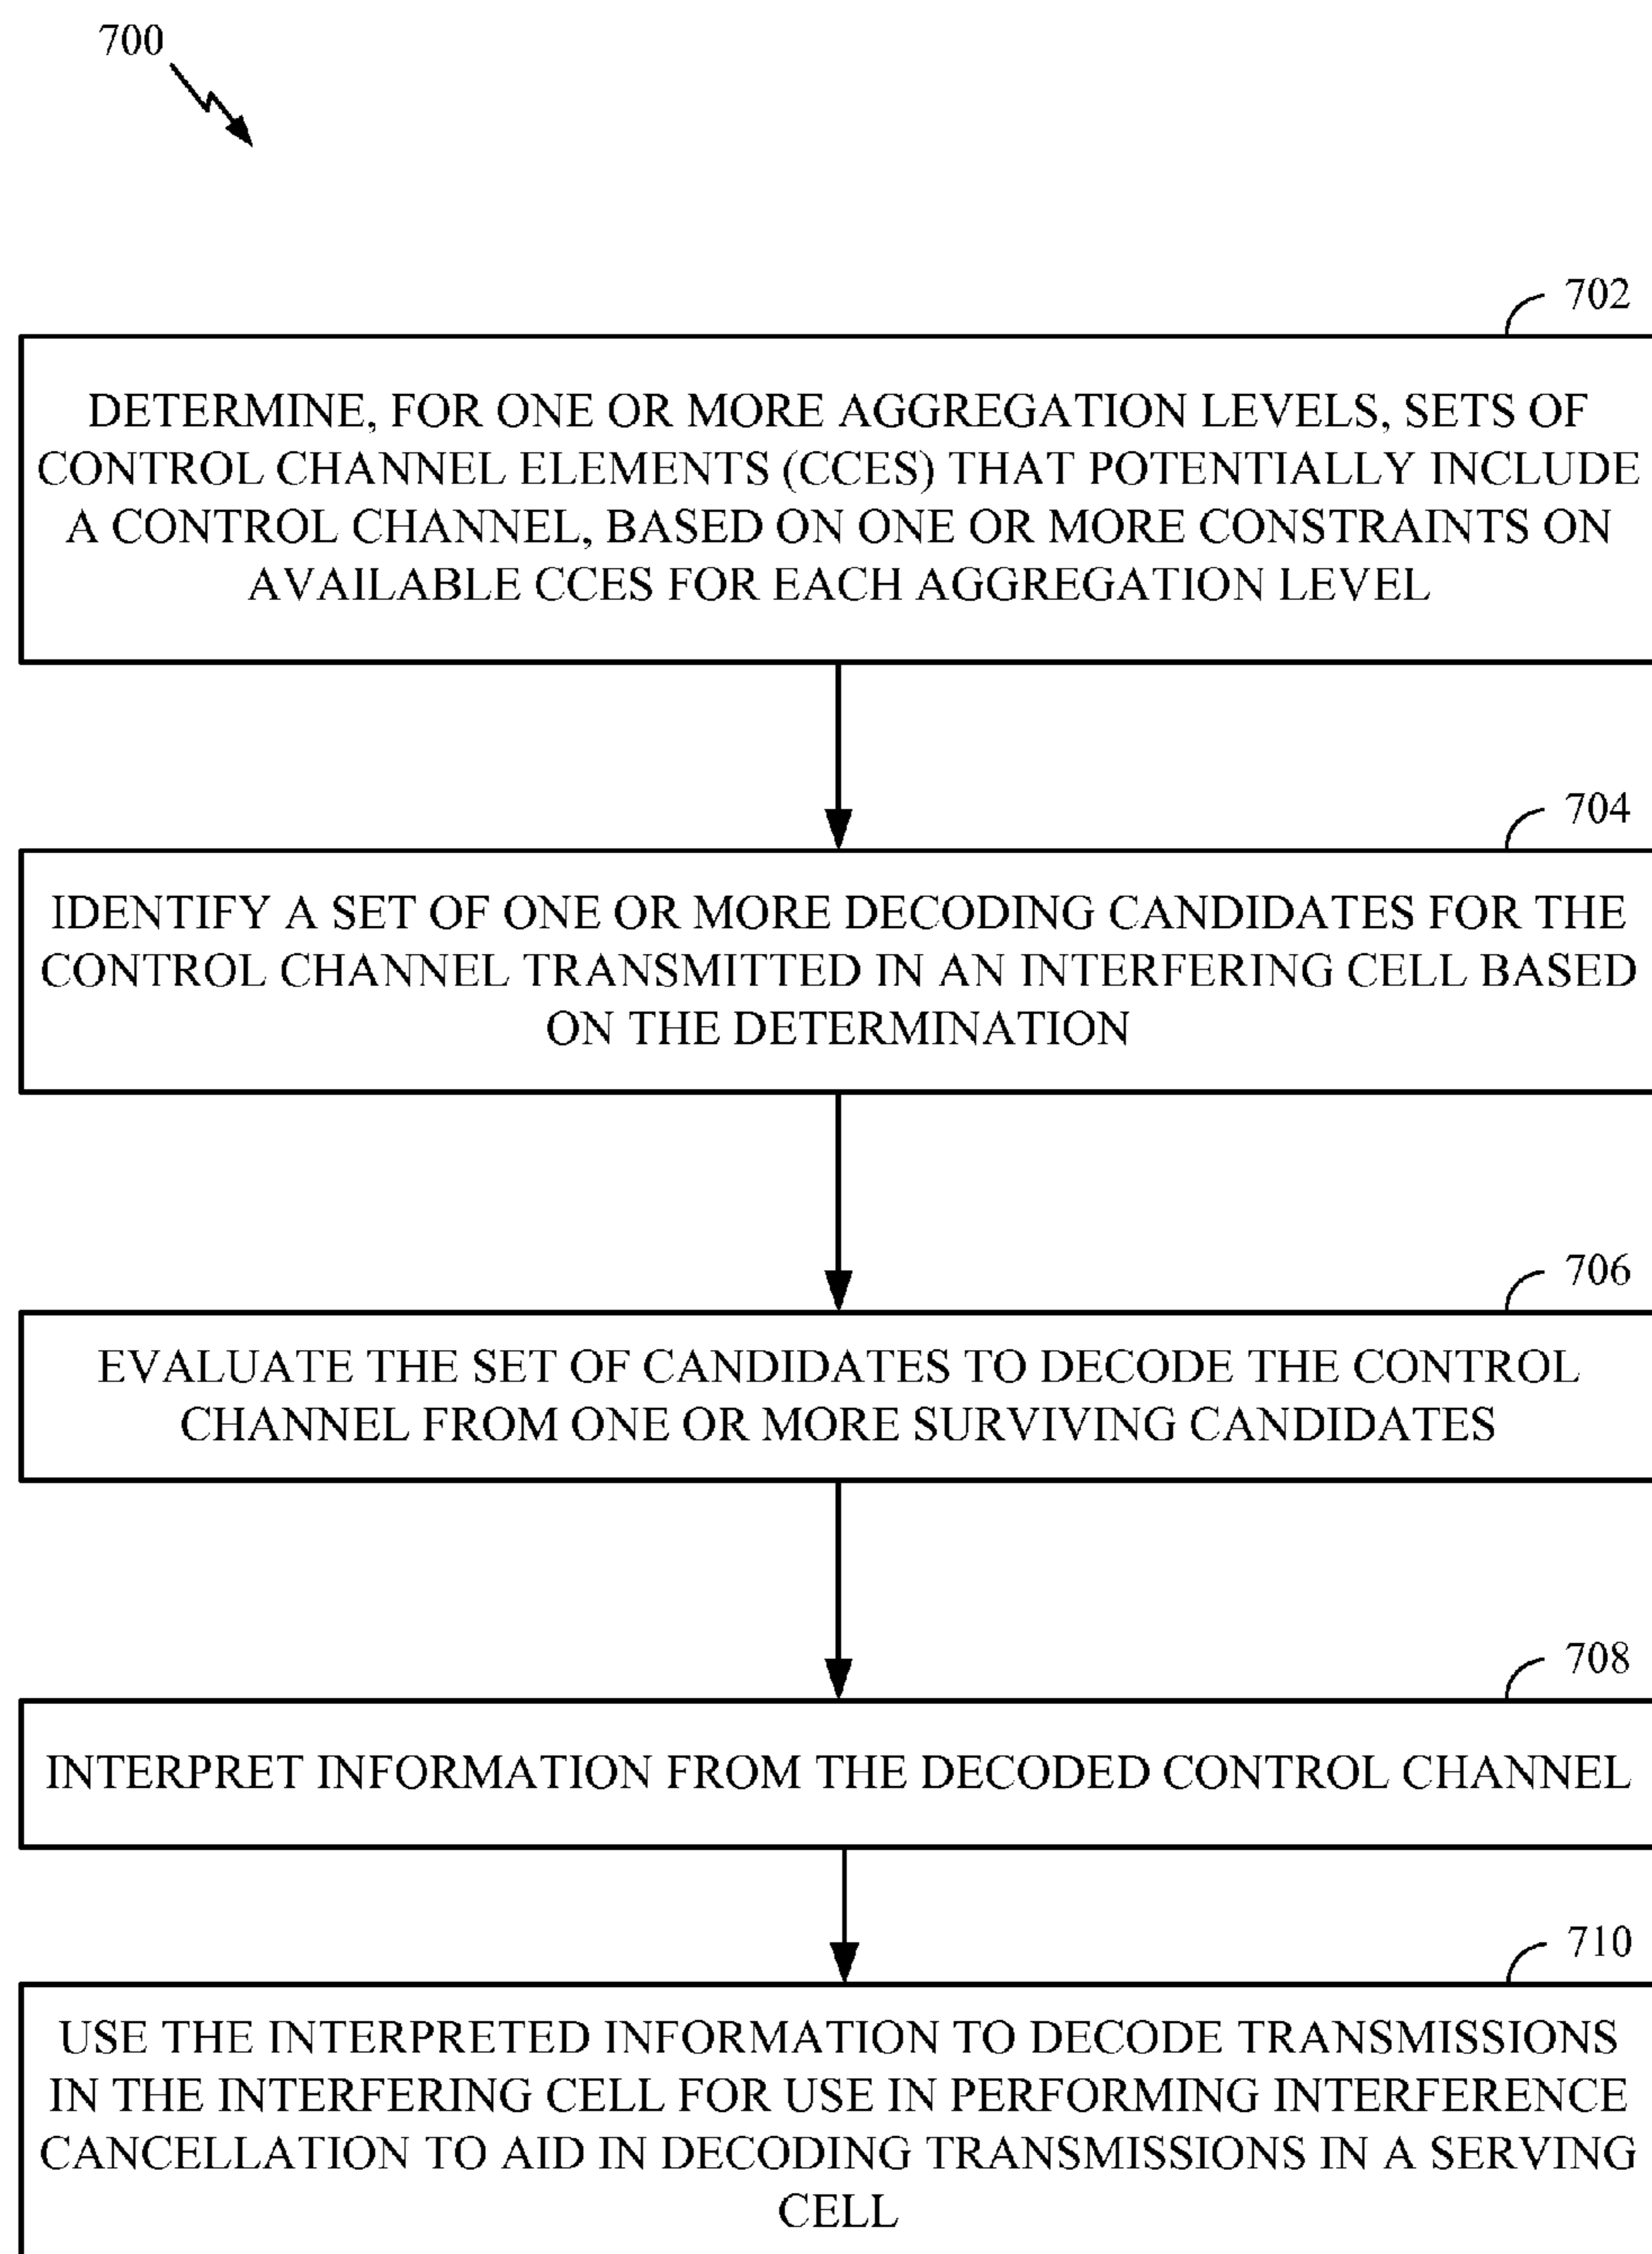 700
702
DETERMINE, FOR ONE OR MORE AGGREGATION LEVELS, SETS OF
CONTROL CHANNEL ELEMENTS (CCES) THAT POTENTIALLY INCLUDE
A CONTROL CHANNEL, BASED ON ONE OR MORE CONSTRAINTS ON
AVAILABLE CCES FOR EACH AGGREGATION LEVEL
704
IDENTIFY A SET OF ONE OR MORE DECODING CANDIDATES FOR THE
CONTROL CHANNEL TRANSMITTED IN AN INTERFERING CELL BASED
ON THE DETERMINATION
706
EVALUATE THE SET OF CANDIDATES TO DECODE THE CONTROL
CHANNEL FROM ONE OR MORE SURVIVING CANDIDATES
708
INTERPRET INFORMATION FROM THE DECODED CONTROL CHANNEL
710
USE THE INTERPRETED INFORMATION TO DECODE TRANSMISSIONS
IN THE INTERFERING CELL FOR USE IN PERFORMING INTERFERENCE
CANCELLATION TO AID IN DECODING TRANSMISSIONS IN A SERVING
CELL